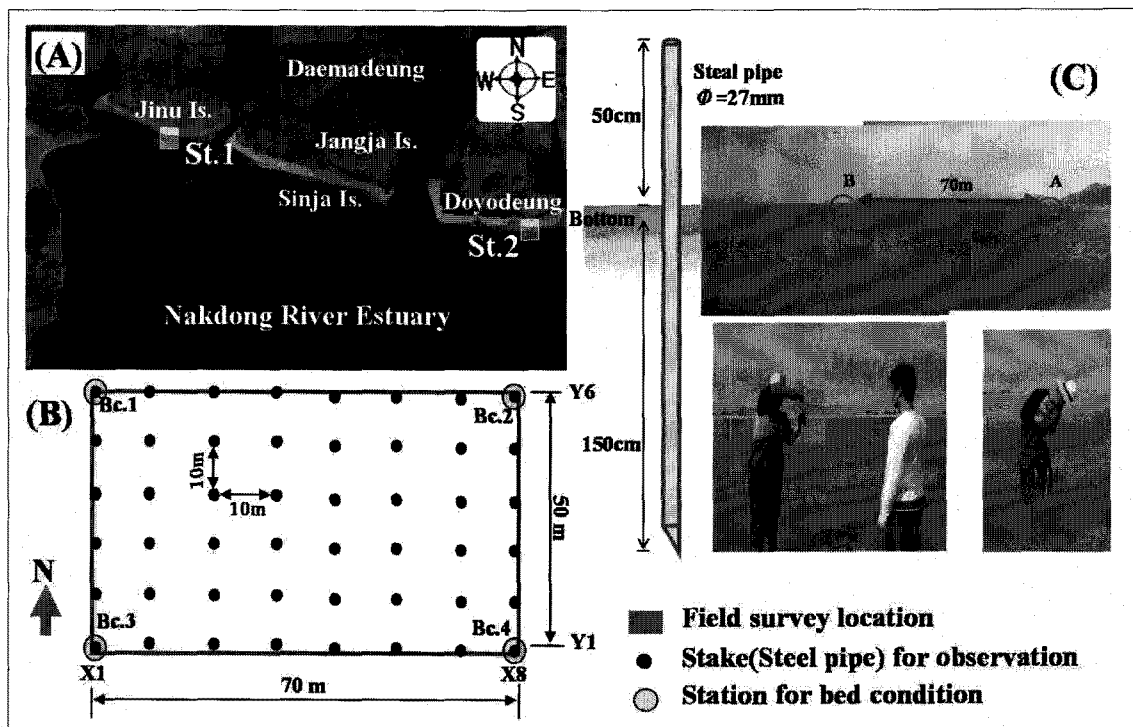 (A)
Daemadeung
N
W
E
S
Jinu Is.
St.1
Jangja Is.
Sinja Is.
Doyodeung
St.2
Nakdong River Estuary
(B)
Bc.1
Bc.2
Y6
10m
10m
50 m
N
Bc.3
Bc.4
Y1
X1
X8
70 m
50cm
Steal pipe
Φ=27mm
(C)
Bottom
150cm
B
70m
A
Field survey location
Stake(Steel pipe) for observation
Station for bed condition